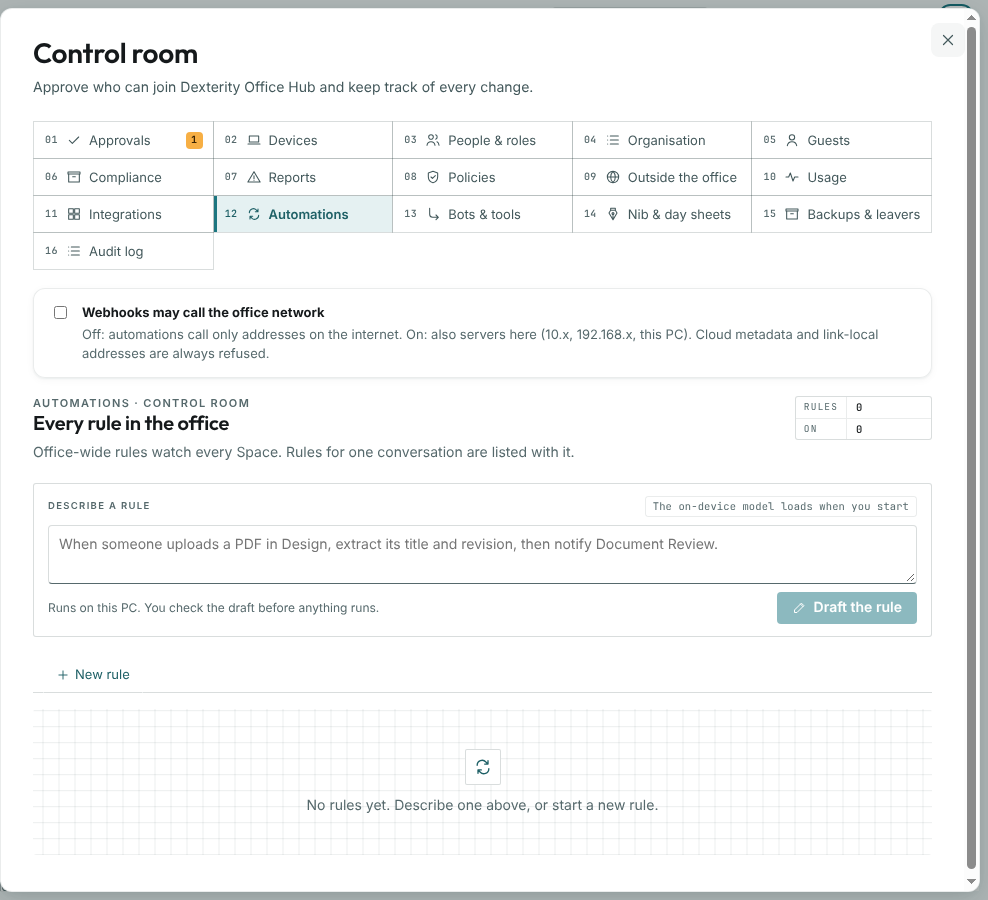 Control room
Approve who can join Dexterity Office Hub and keep track of every change.
01 Approvals 1
02 Devices
03 People & roles
04 Organisation
05 Guests
06 Compliance
07 Reports
08 Policies
09 Outside the office
10 Usage
11 Integrations
12 Automations
13 Bots & tools
14 Nib & day sheets
15 Backups & leavers
16 Audit log
Webhooks may call the office network
Off: automations call only addresses on the internet. On: also servers here (10.x, 192.168.x, this PC). Cloud metadata and link-local
addresses are always refused.
AUTOMATIONS · CONTROL ROOM
Every rule in the office
Office-wide rules watch every Space. Rules for one conversation are listed with it.
RULES 0
ON 0
DESCRIBE A RULE
The on-device model loads when you start
When someone uploads a PDF in Design, extract its title and revision, then notify Document Review.
Runs on this PC. You check the draft before anything runs.
Draft the rule
+ New rule
No rules yet. Describe one above, or start a new rule.